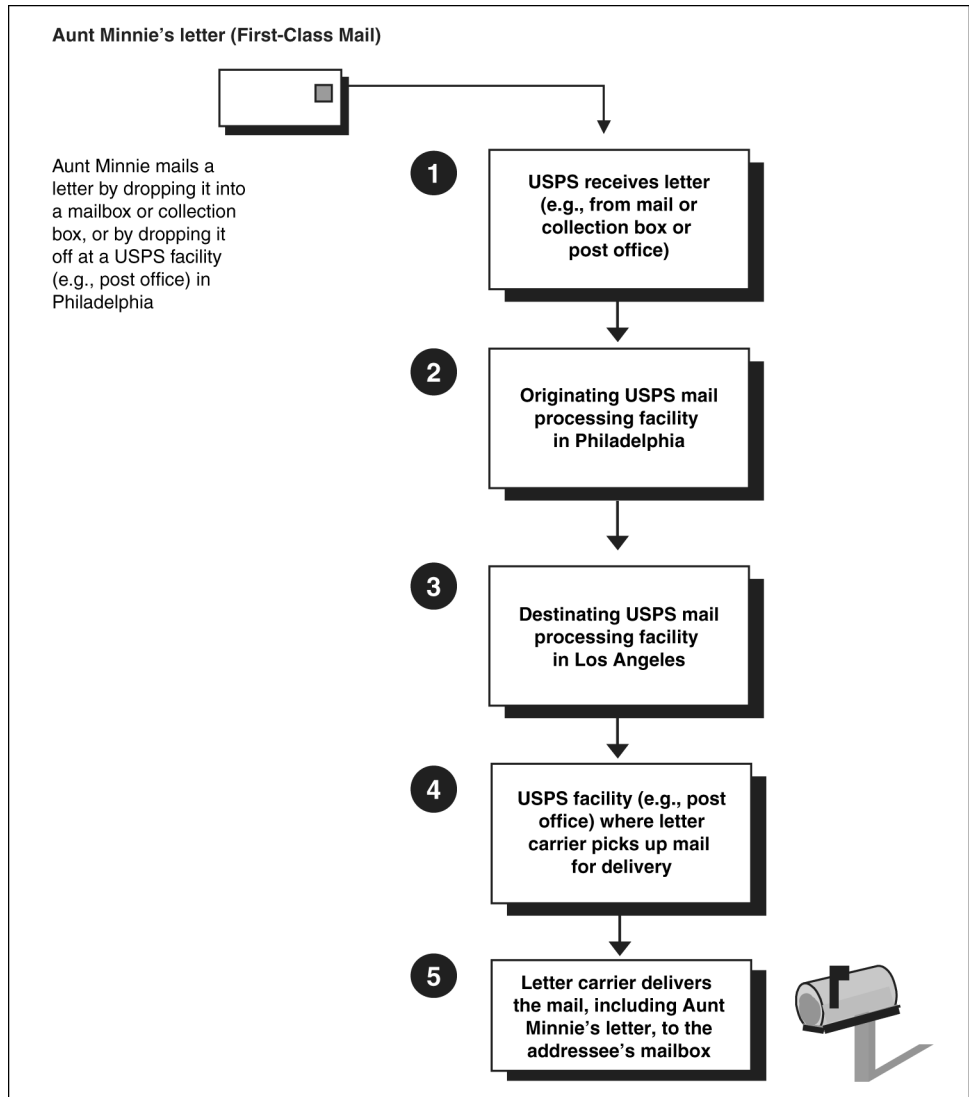 Aunt Minnie's letter (First-Class Mail)
Aunt Minnie mails a
letter by dropping it into
a mailbox or collection
box, or by dropping it
off at a USPS facility
(e.g., post office) in
Philadelphia
1
USPS receives letter
(e.g., from mail or
collection box or
post office)
2
Originating USPS mail
processing facility
in Philadelphia
3
Destinating USPS mail
processing facility
in Los Angeles
4
USPS facility (e.g., post
office) where letter
carrier picks up mail
for delivery
5
Letter carrier delivers
the mail, including Aunt
Minnie's letter, to the
addressee's mailbox